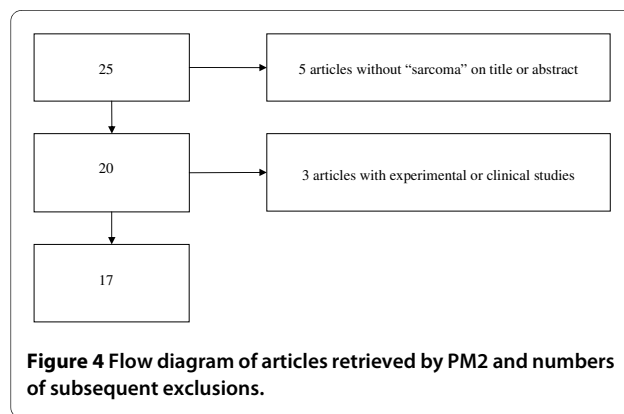 25
5 articles without “sarcoma” on title or abstract
20
3 articles with experimental or clinical studies
17
Figure 4 Flow diagram of articles retrieved by PM2 and numbers
of subsequent exclusions.